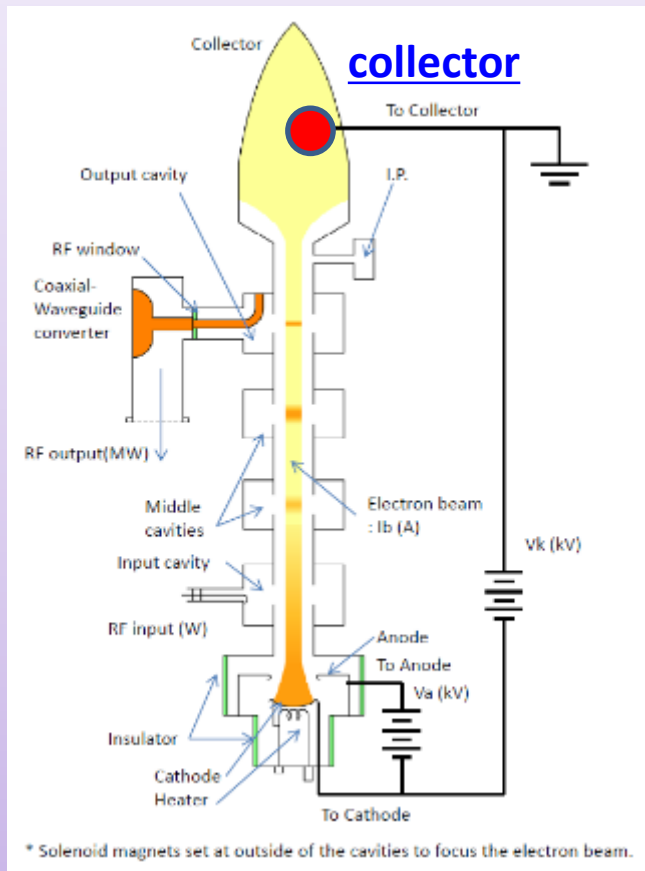 Collector
collector
To Collector
Output cavity
I.P.
RF window
Coaxial-
Waveguide
converter
RF output(MW)
Middle
cavities
Electron beam
: Ib (A)
Vk (kV)
Input cavity
RF input (W)
Anode
To Anode
Va (kV)
Insulator
Cathode
Heater
To Cathode
* Solenoid magnets set at outside of the cavities to focus the electron beam.